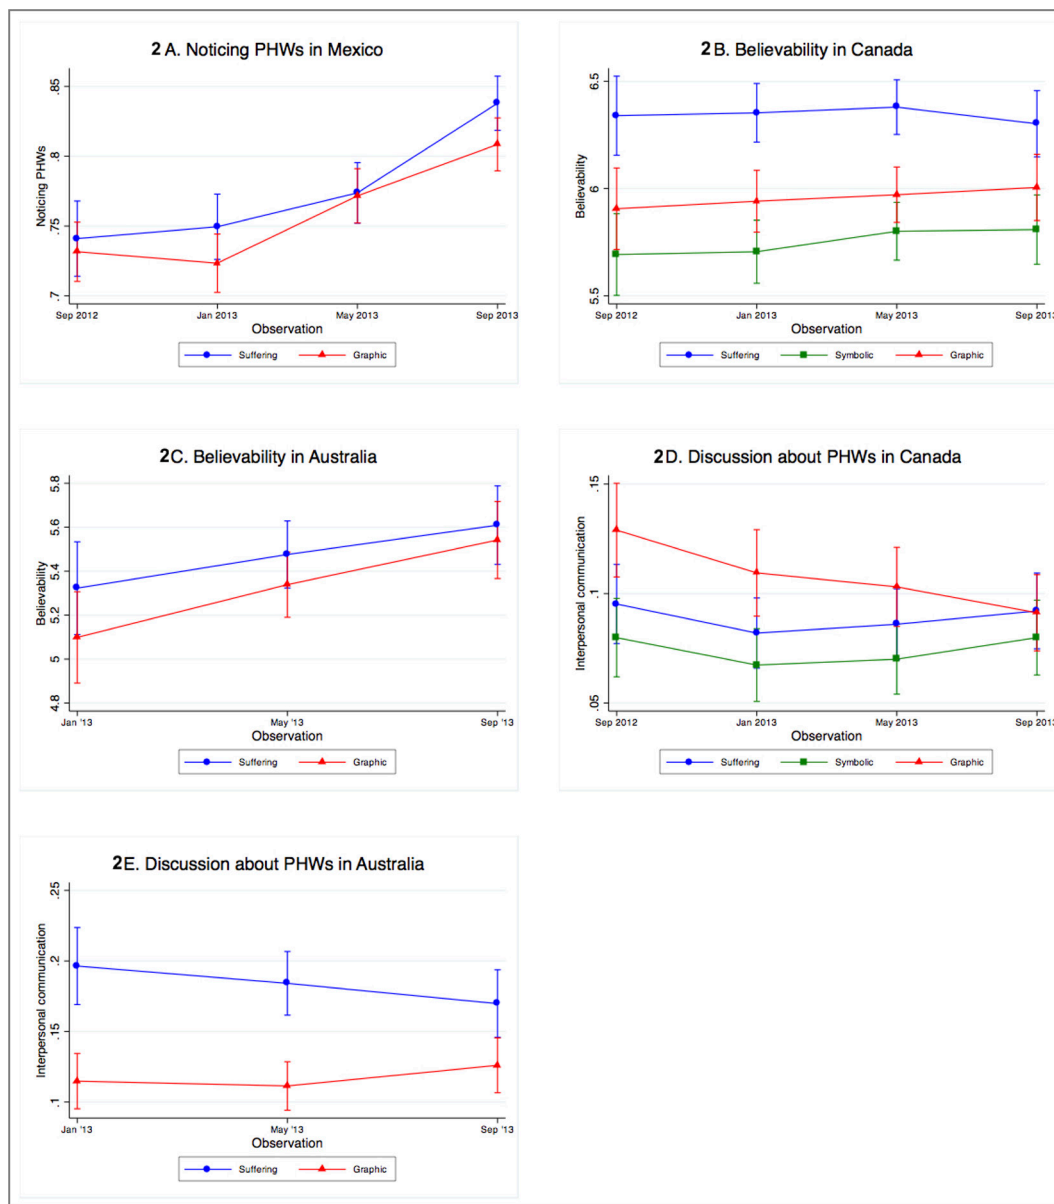 2 A. Noticing PHWs in Mexico
Noticing PHWs
.85
.8
.75
.7
Sep 2012 Jan 2013 May 2013 Sep 2013
Observation
Suffering Graphic
2 B. Believability in Canada
Believability
6.5
6
5.5
Sep 2012 Jan 2013 May 2013 Sep 2013
Observation
Suffering Symbolic Graphic
2C. Believability in Australia
Believability
5.8
5.6
5.4
5.2
5
4.8
Jan '13 May '13 Sep '13
Observation
Suffering Graphic
2D. Discussion about PHWs in Canada
Interpersonal communication
.15
.1
.05
Sep 2012 Jan 2013 May 2013 Sep 2013
Observation
Suffering Symbolic Graphic
2E. Discussion about PHWs in Australia
Interpersonal communication
.25
.2
.15
.1
Jan '13 May '13 Sep '13
Observation
Suffering Graphic